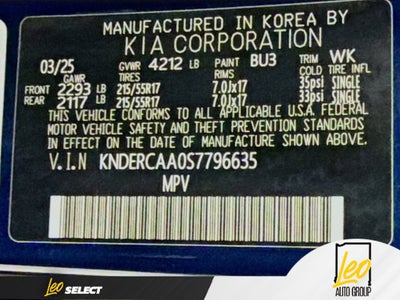 MANUFACTURED IN KOREA BY
KIA CORPORATION
03/25 GVWR 4212 LB PAINT BU3 TRIM WK
GAWR TIRES RIMS COLD TIRE INFL
FRONT 2293 LB 215/55R17 7.0Jx17 35psi SINGLE
REAR 2117 LB 215/55R17 7.0Jx17 33psi SINGLE
THIS VEHICLE CONFORMS TO ALL APPLICABLE U.S.A. FEDERAL
MOTOR VEHICLE SAFETY AND THEFT PREVENTION STANDARDS
IN EFFECT ON THE DATE OF MANUFACTURE SHOWN ABOVE.
V.I.N KNDERCAA0S7796635
MPV
Leo SELECT
Leo
AUTO GROUP